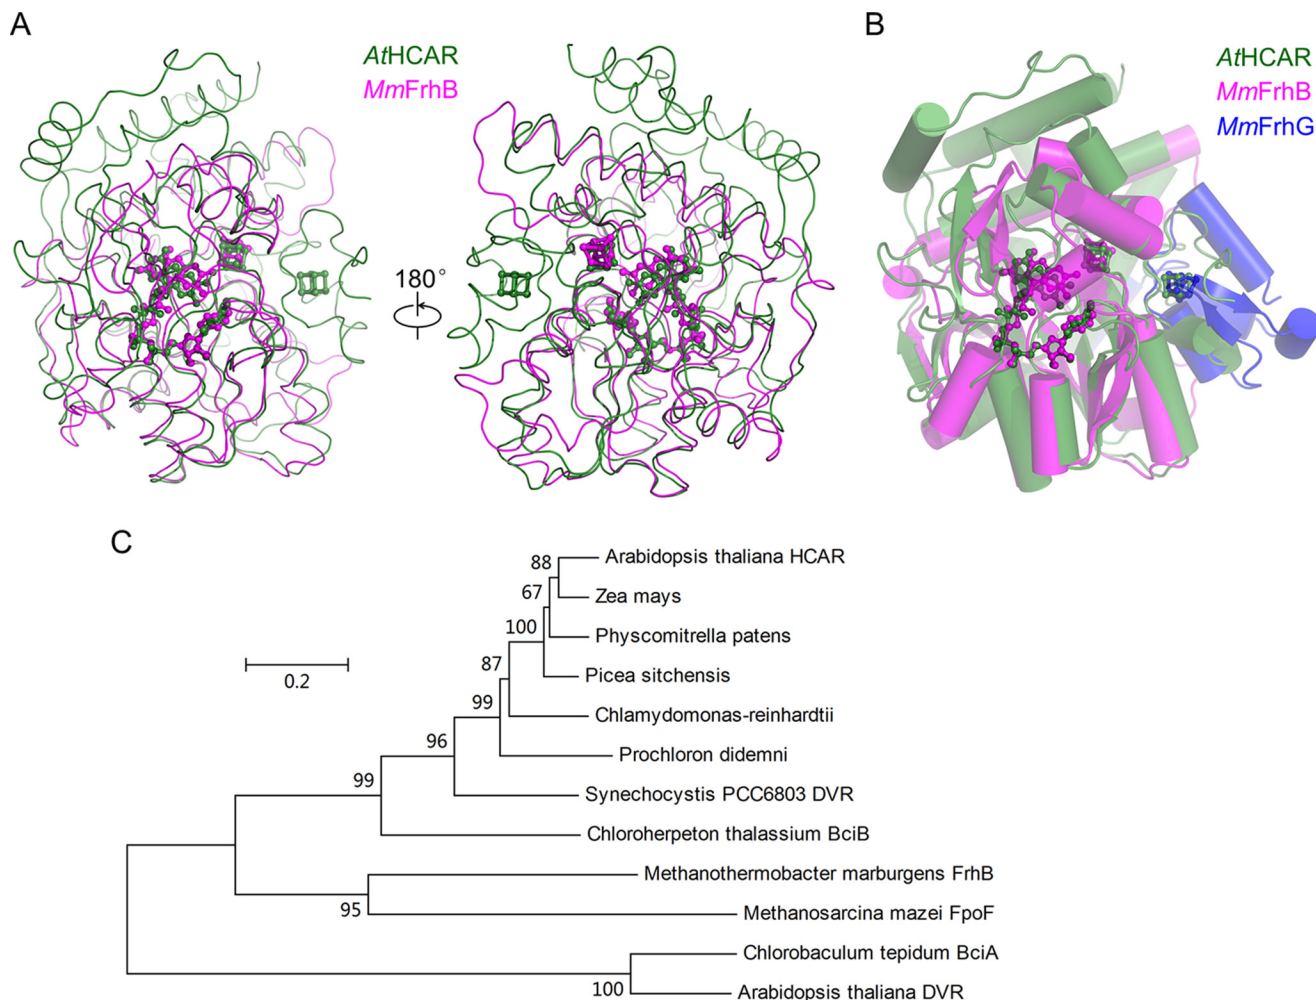 A
AtHCAR
MmFrhB
180°
B
AtHCAR
MmFrhB
MmFrhG
C
0.2
88
67
100
87
99
96
99
95
100
Arabidopsis thaliana HCAR
Zea mays
Physcomitrella patens
Picea sitchensis
Chlamydomonas-reinhardtii
Prochloron didemni
Synechocystis PCC6803 DVR
Chloroherpeton thalassium BciB
Methanothermobacter marburgens FrhB
Methanosarcina mazei FpoF
Chlorobaculum tepidum BciA
Arabidopsis thaliana DVR